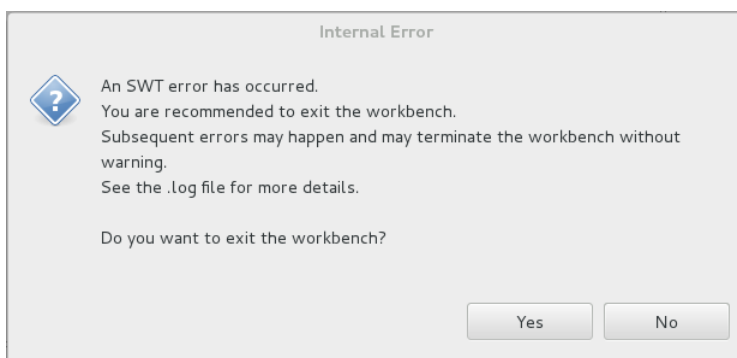 Internal Error
An SWT error has occurred.
You are recommended to exit the workbench.
Subsequent errors may happen and may terminate the workbench without
warning.
See the .log file for more details.
Do you want to exit the workbench?
Yes No